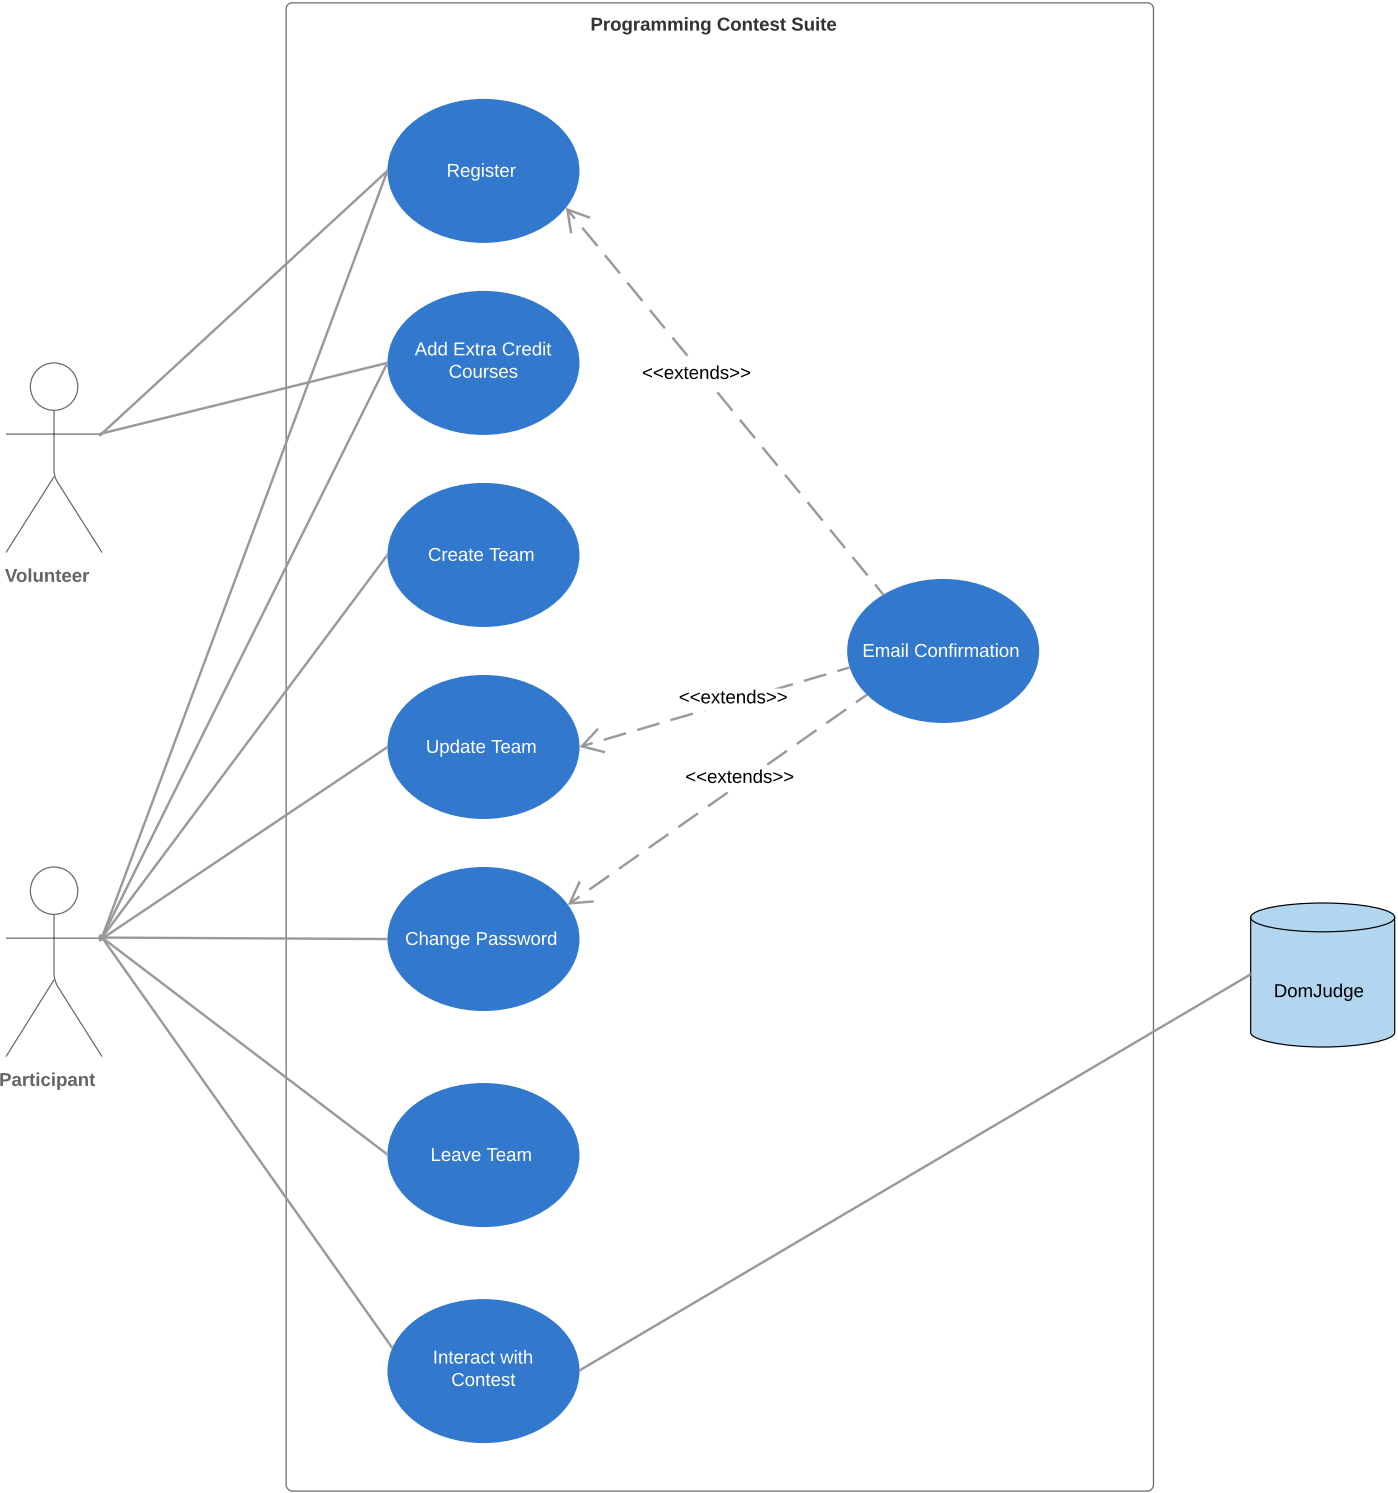 Programming Contest Suite
Register
Add Extra Credit
Courses
<<extends>>
Create Team
Volunteer
Email Confirmation
<<extends>>
Update Team
<<extends>>
Change Password
DomJudge
Participant
Leave Team
Interact with
Contest